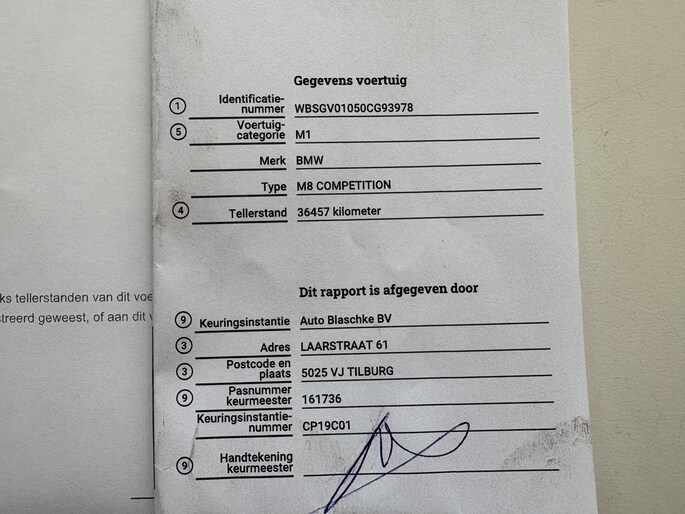 Gegevens voertuig
1 Identificatie-
nummer WBSGV01050CG93978
5 Voertuig-
categorie M1
Merk BMW
Type M8 COMPETITION
4 Tellerstand 36457 kilometer
ks tellerstanden van dit voe
streerd geweest, of aan dit v
Dit rapport is afgegeven door
9 Keuringsinstantie Auto Blaschke BV
3 Adres LAARSTRAAT 61
3 Postcode en
plaats 5025 VJ TILBURG
9 Pasnummer
keurmeester 161736
Keuringsinstantie-
nummer CP19C01
9 Handtekening
keurmeester